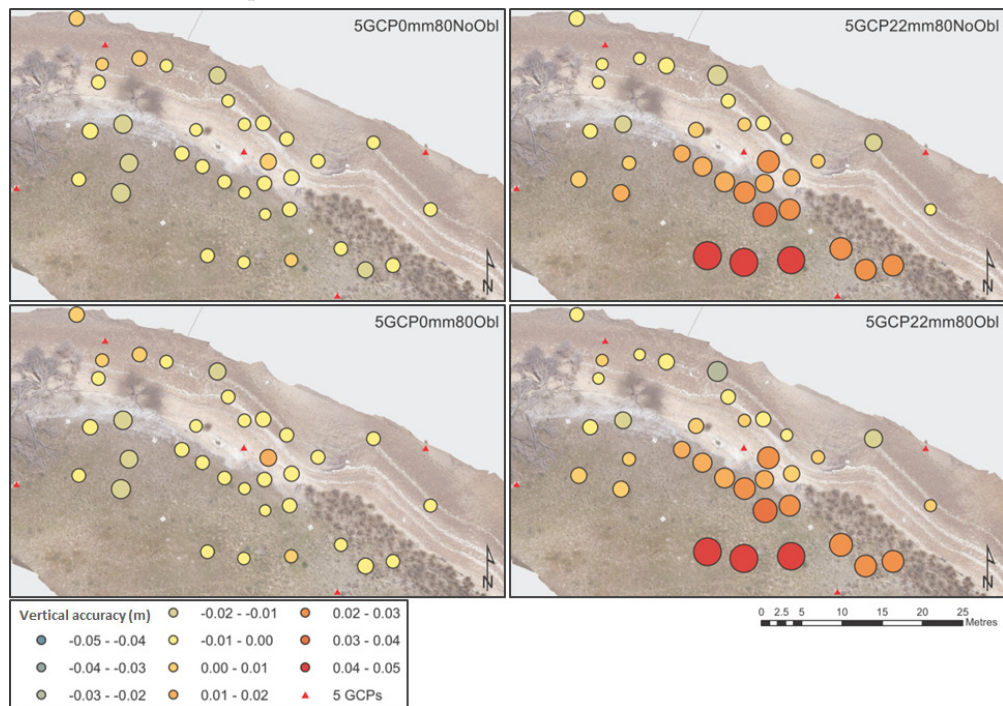 5GCP0mm80NoObl
5GCP22mm80NoObl
N
N
5GCP0mm80Obl
5GCP22mm80Obl
N
N
Vertical accuracy (m)
-0.05 - -0.04
-0.04 - -0.03
-0.03 - -0.02
-0.02 - -0.01
-0.01 - 0.00
0.00 - 0.01
0.01 - 0.02
0.02 - 0.03
0.03 - 0.04
0.04 - 0.05
5 GCPs
0 2.5 5 10 15 20 25
Metres